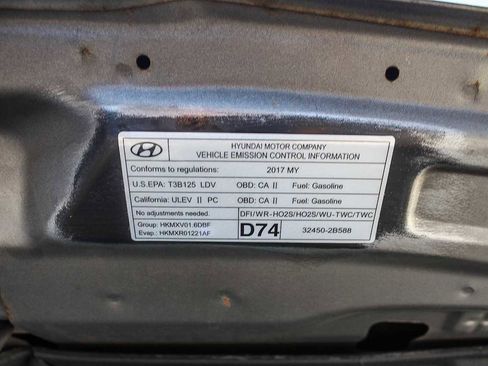 HYUNDAI MOTOR COMPANY
VEHICLE EMISSION CONTROL INFORMATION
Conforms to regulations: 2017 MY
U.S.EPA: T3B125 LDV OBD: CA II Fuel: Gasoline
California: ULEV II PC OBD: CA II Fuel: Gasoline
No adjustments needed. DFI/WR-HO2S/HO2S/WU-TWC/TWC
Group: HKMXV01.6DBF
Evap.: HKMXR01221AF
D74 32450-2B588